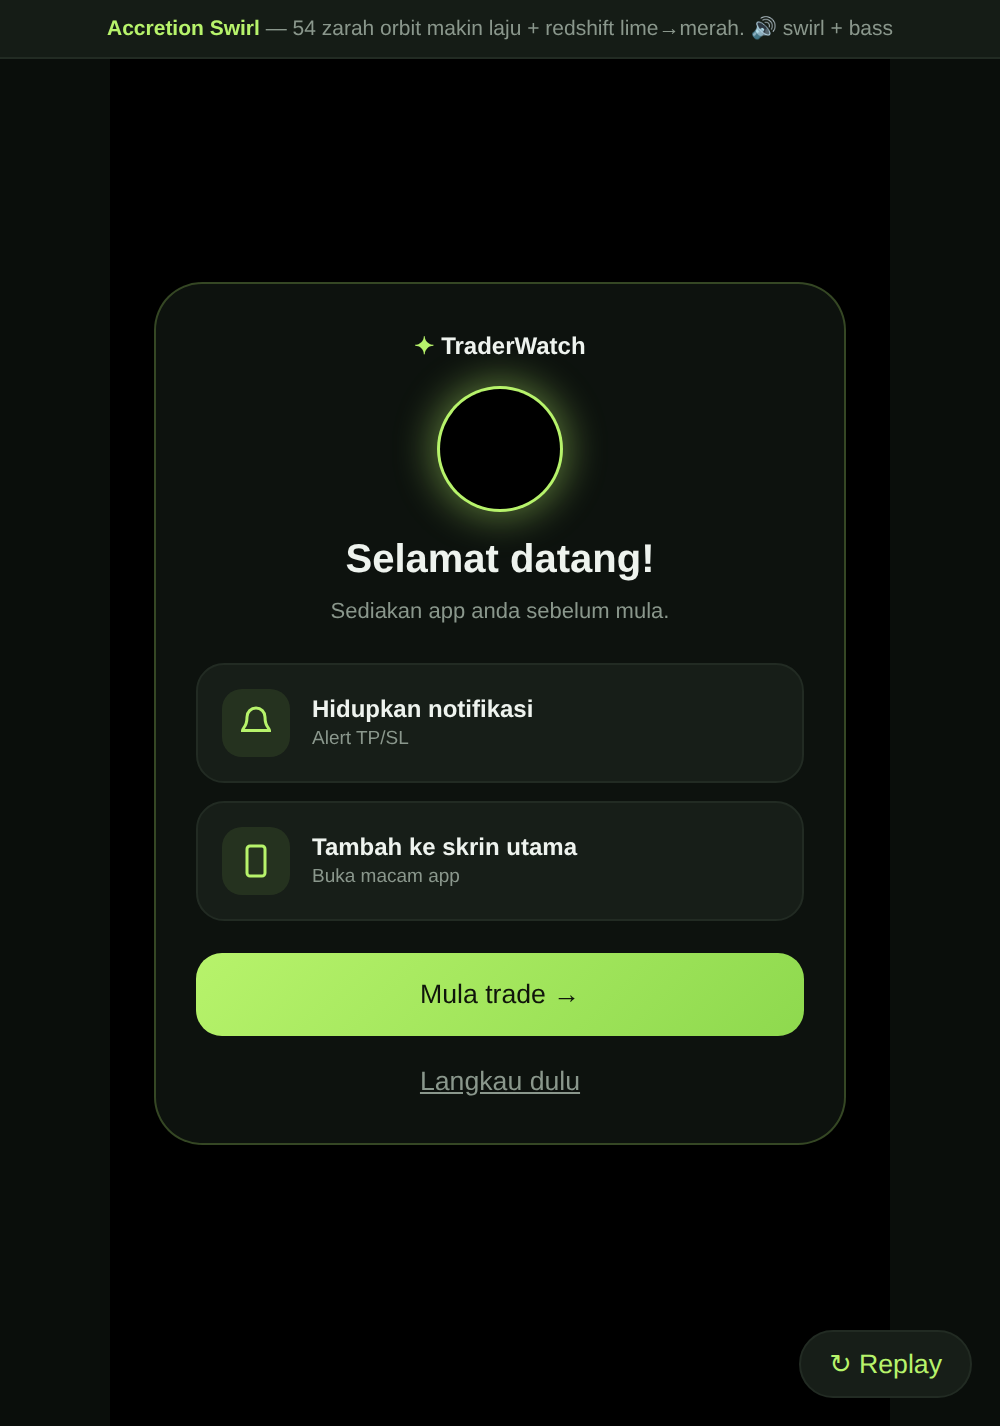 Accretion Swirl — 54 zarah orbit makin laju + redshift lime→merah. 🔊 swirl + bass
✦ TraderWatch
Selamat datang!
Sediakan app anda sebelum mula.
Hidupkan notifikasi
Alert TP/SL
Tambah ke skrin utama
Buka macam app
Mula trade →
Langkau dulu
↻ Replay